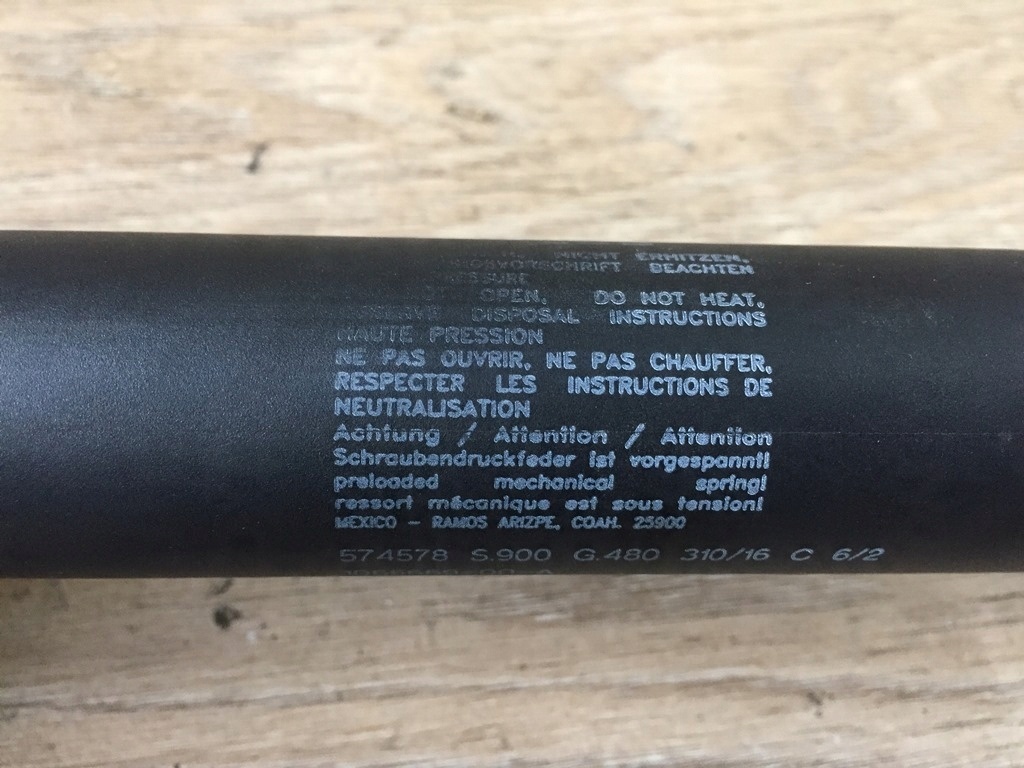 NICHT ERHITZEN.
BEACHTEN
OPEN. DO NOT HEAT.
DISPOSAL INSTRUCTIONS
HAUTE PRESSION
NE PAS OUVRIR. NE PAS CHAUFFER.
RESPECTER LES INSTRUCTIONS DE
NEUTRALISATION
Achtung / Attention / Attention
Schraubendruckfeder ist vorgespannt!
preloaded mechanical spring!
ressort mécanique est sous tension!
MEXICO - RAMOS ARIZPE, COAH. 25900
574578 S.900 G.480 310/16 C 6/2